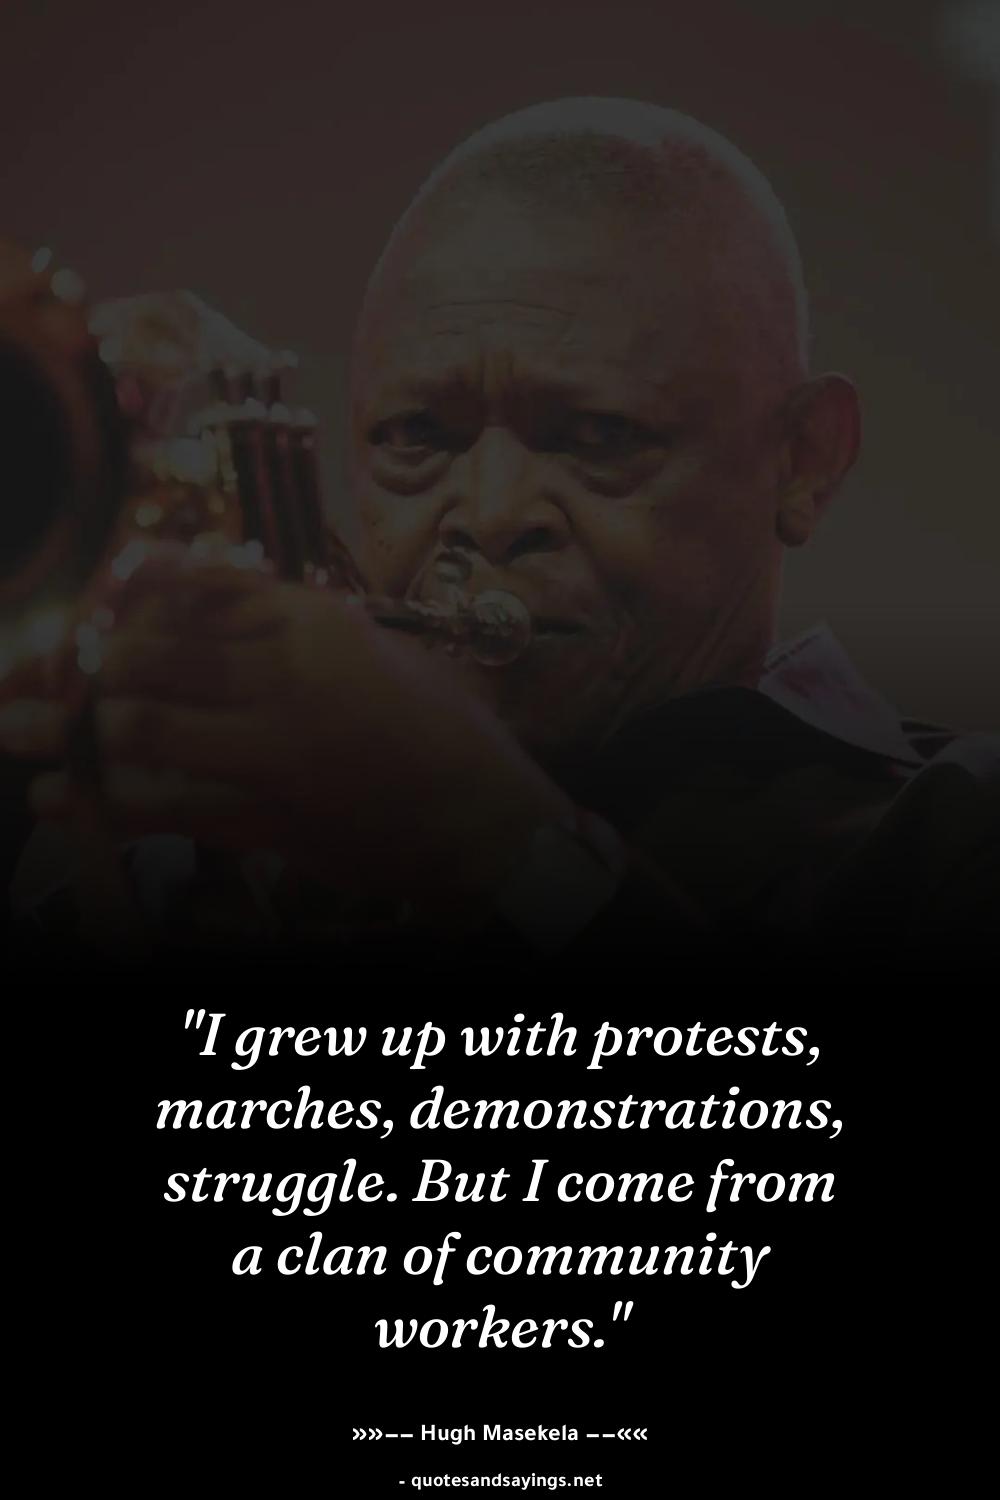 "I grew up with protests,
marches, demonstrations,
struggle. But I come from
a clan of community
workers."
»»–– Hugh Masekela ––««
- quotesandsayings.net